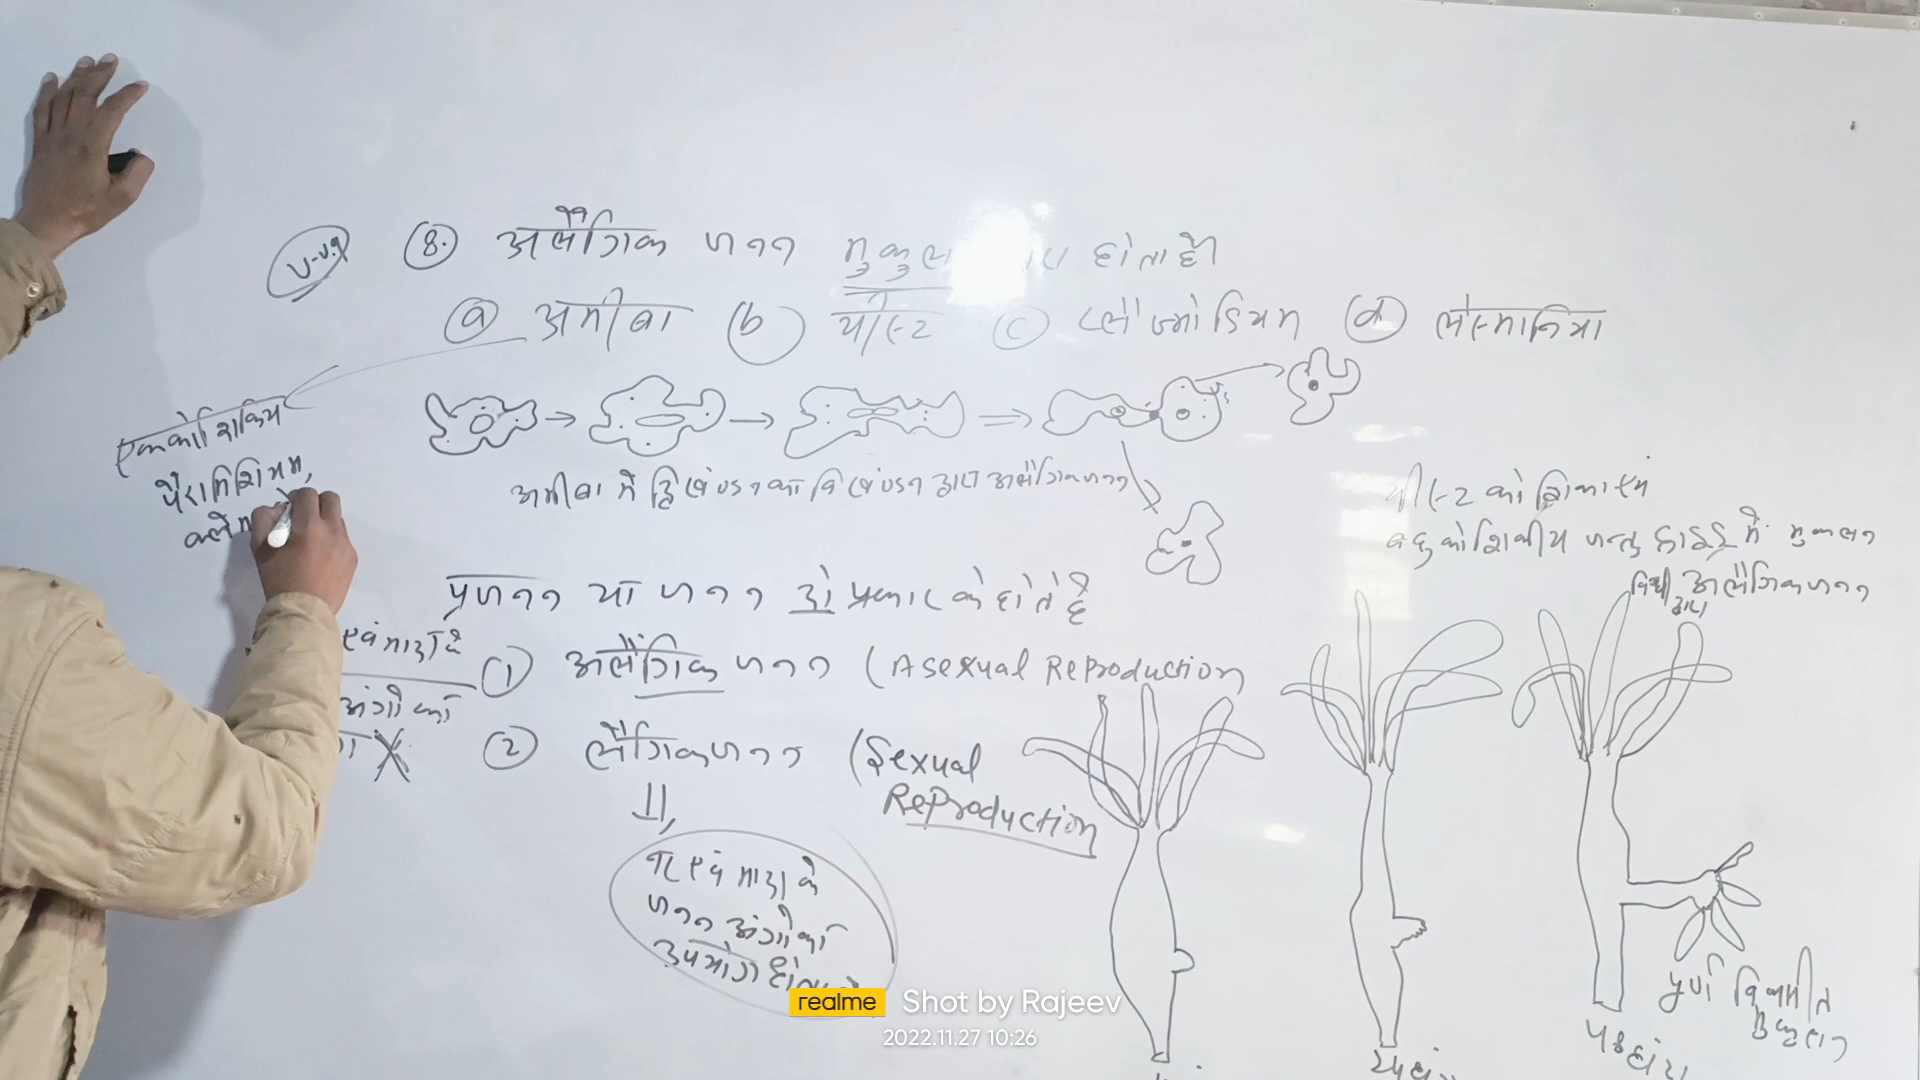 V.V.I
8. अलैंगिक जनन मुकुलन होता है
a अमीबा b यीस्ट c प्लैज्मोडियम d लेस्मानिया
एककोशिकिय
पैरामिशियम,
अमीबा में द्विखंण्डन या विखंण्डन द्वारा अलैंगिक जनन
यीस्ट कोशिका एवं
बहुकोशिकीय जन्तु हाइड्रा में मुकुलन
विधी द्वारा अलैंगिक जनन
प्रजनन या जनन दो प्रकार के होते है
एवं मादा के
अंगो का
1 अलैंगिक जनन (Asexual Reproduction
2 लैंगिक जनन (Sexual
Reproduction
नर एवं मादा के
जनन अंगो का
उपयोग होता
पूर्ण विकसित
मुकुलन
realme Shot by Rajeev
2022.11.27 10:26